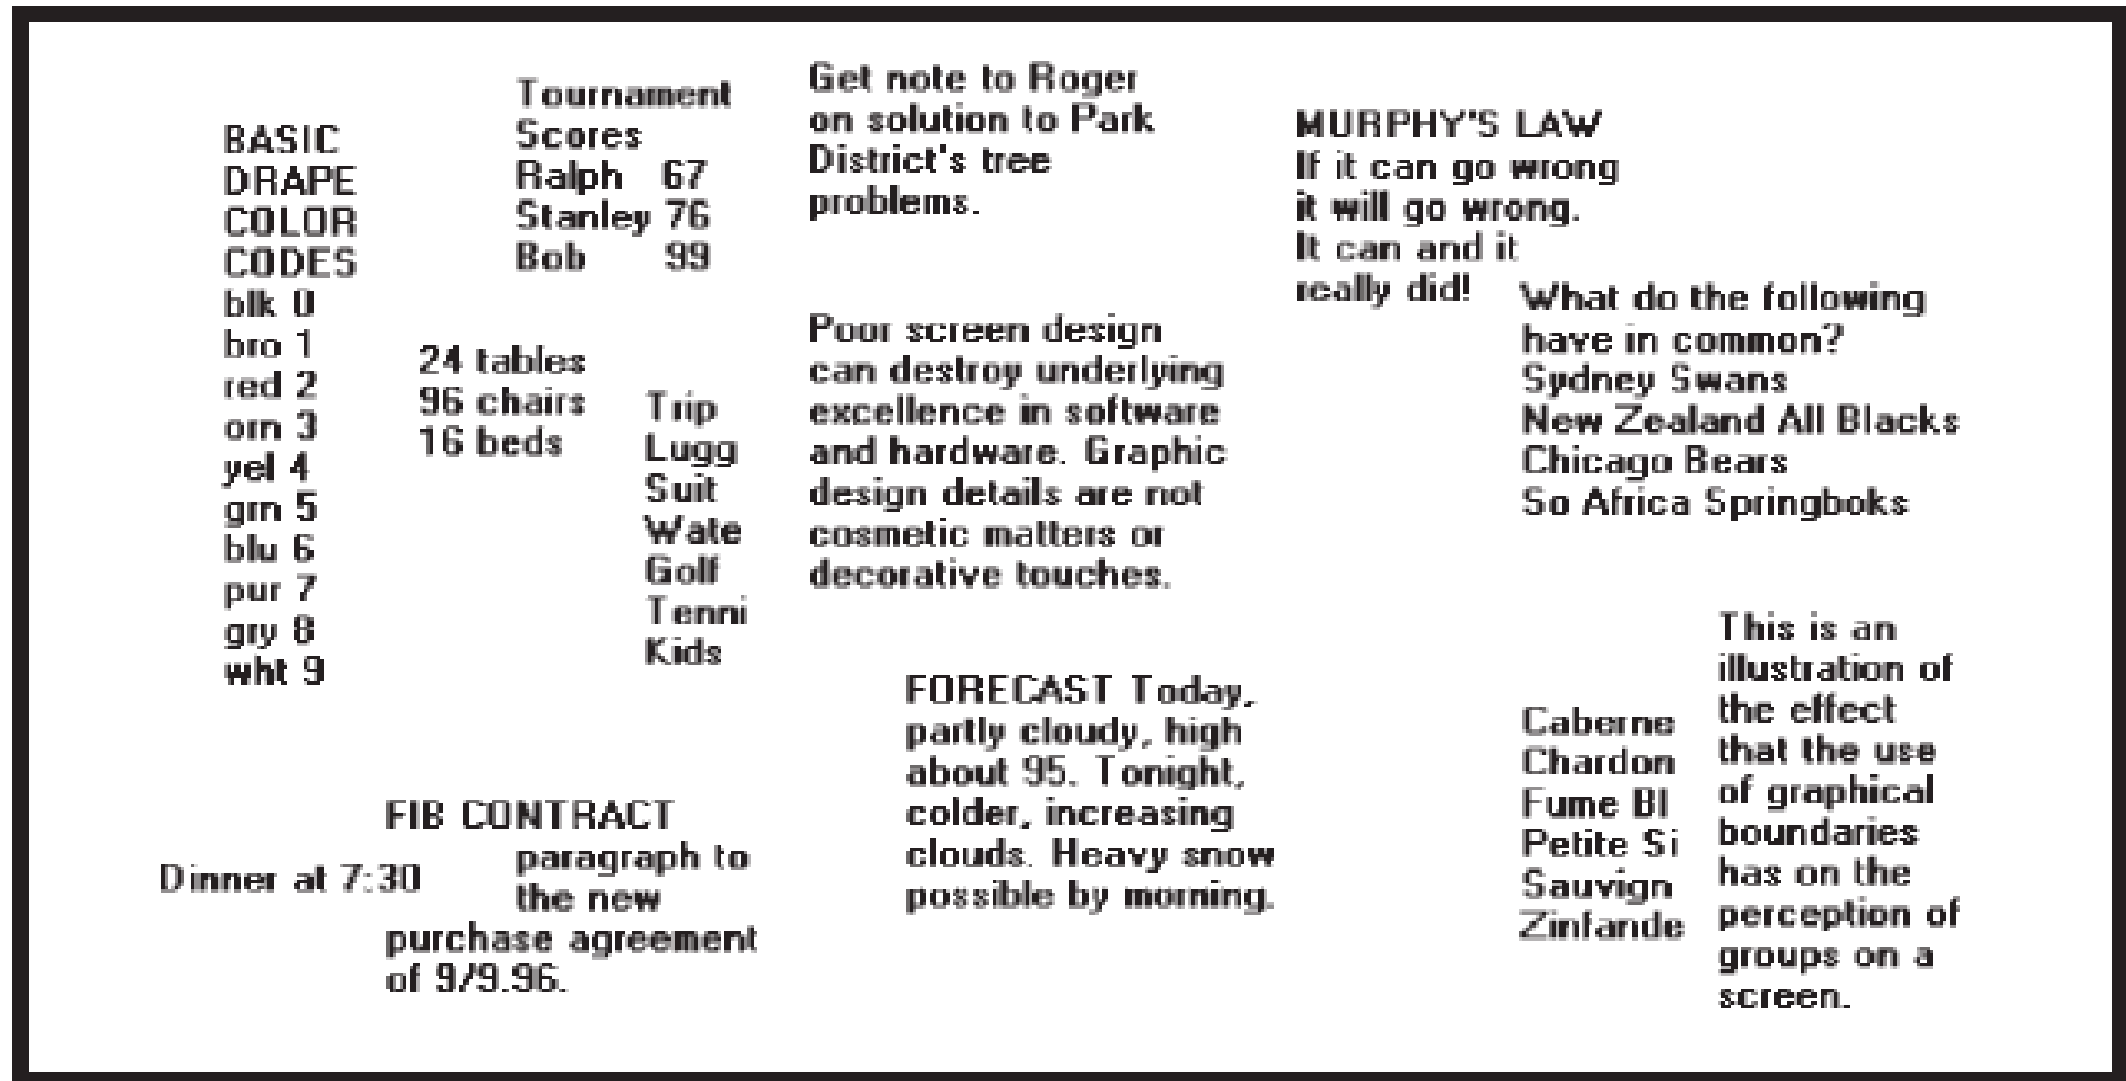 BASIC
DRAPE
COLOR
CODES
blk 0
bro 1
red 2
orn 3
yel 4
grn 5
blu 6
pur 7
gry 8
wht 9
Tournament
Scores
Ralph 67
Stanley 76
Bob 99
24 tables
96 chairs
16 beds
Trip
Lugg
Suit
Wate
Golf
Tenni
Kids
Get note to Roger
on solution to Park
District's tree
problems.
Poor screen design
can destroy underlying
excellence in software
and hardware. Graphic
design details are not
cosmetic matters or
decorative touches.
MURPHY'S LAW
If it can go wrong
it will go wrong.
It can and it
really did!
What do the following
have in common?
Sydney Swans
New Zealand All Blacks
Chicago Bears
So Africa Springboks
Dinner at 7:30
FIB CONTRACT
paragraph to
the new
purchase agreement
of 9/9.96.
FORECAST Today,
partly cloudy, high
about 95. Tonight,
colder, increasing
clouds. Heavy snow
possible by morning.
Caberne
Chardon
Fume Bl
Petite Si
Sauvign
Zinfande
This is an
illustration of
the effect
that the use
of graphical
boundaries
has on the
perception of
groups on a
screen.